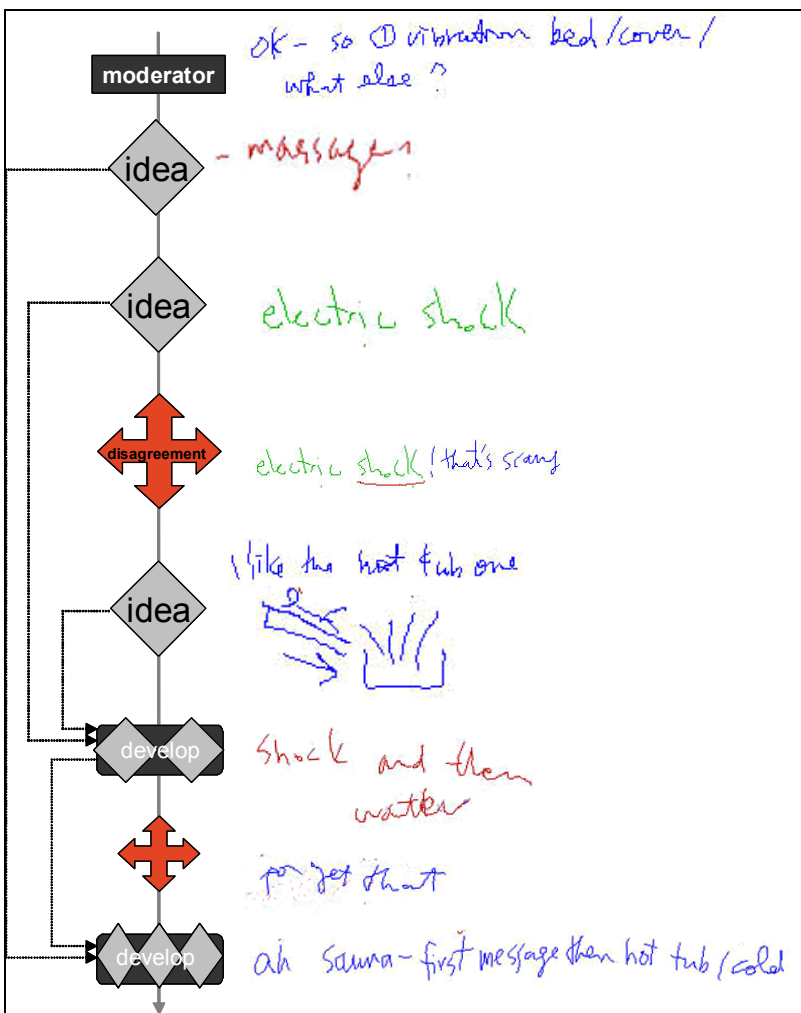 ok - so ① vibration bed/cover/
moderator
what else?
idea
- massage?
idea
electric shock
disagreement
electric shock! that's scary
I like the hot tub one
idea
develop
shock and then
watter
forget that
develop
ah sauna - first message then hot tub/cold